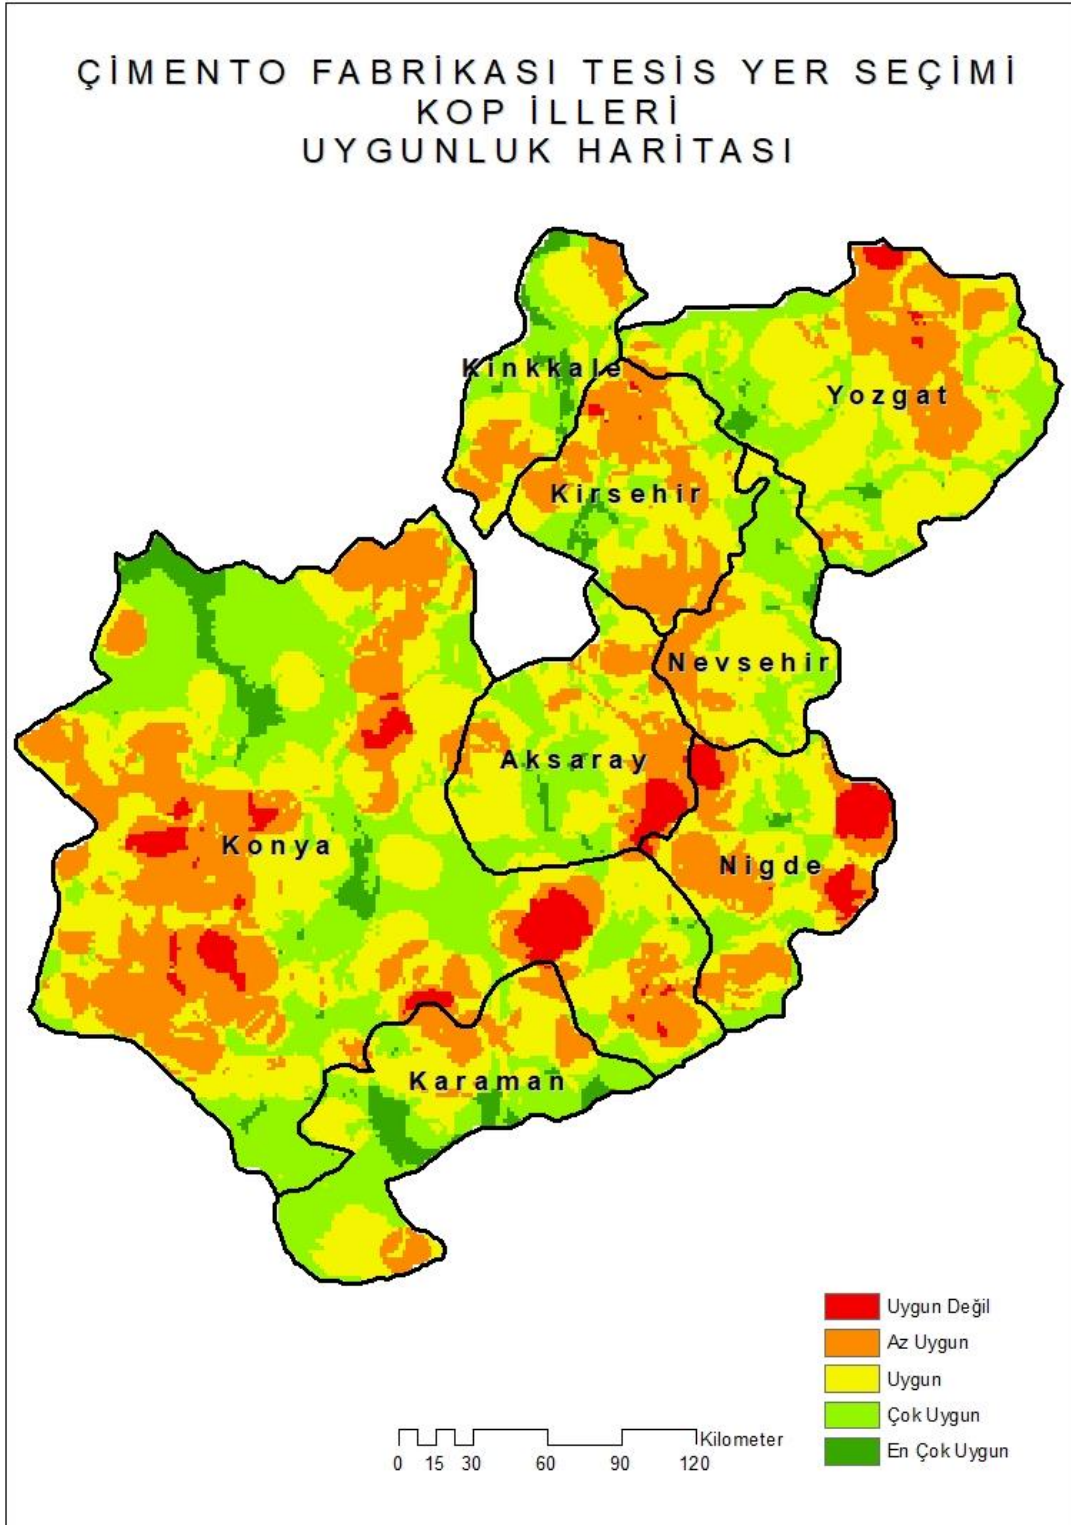 ÇİMENTO FABRİKASI TESİS YER SEÇİMİ
KOP İLLERİ
UYGUNLUK HARİTASI
Kinkkale
Yozgat
Kirsehir
Nevsehir
Aksaray
Konya
Nigde
Karaman
Uygun Değil
Az Uygun
Uygun
Çok Uygun
En Çok Uygun
Kilometer
0 15 30 60 90 120